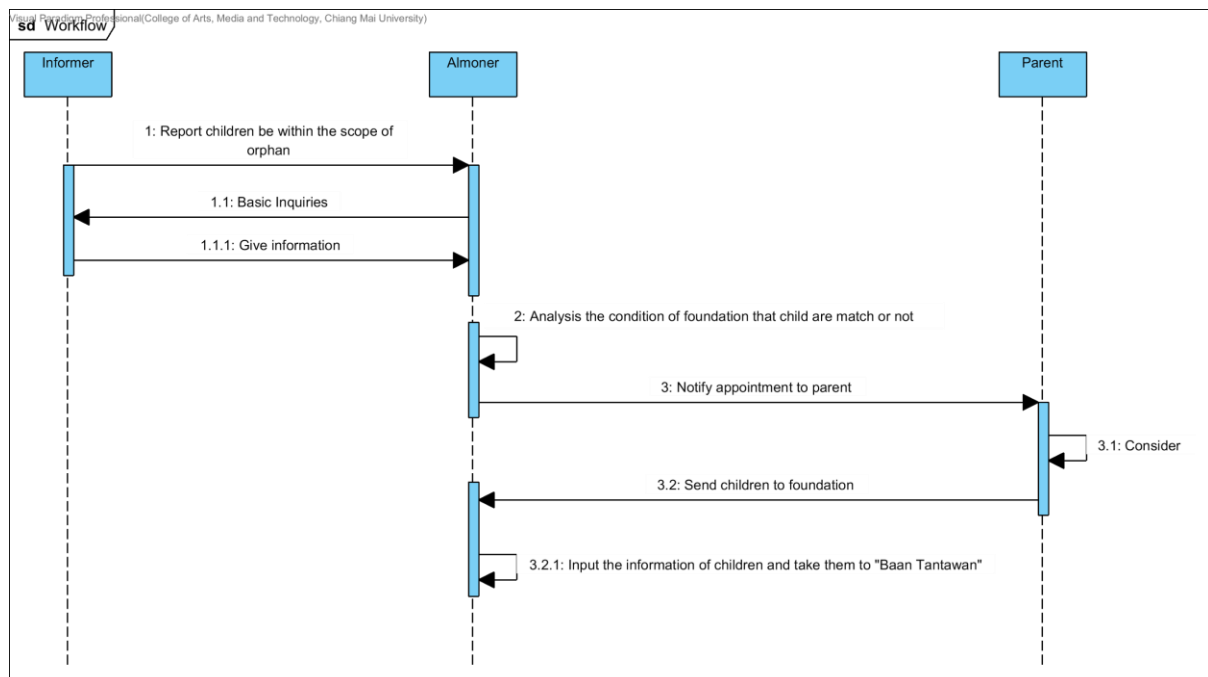 Visual Paradigm Professional(College of Arts, Media and Technology, Chiang Mai University)
sd Workflow
Informer
Almoner
Parent
1: Report children be within the scope of
orphan
1.1: Basic Inquiries
1.1.1: Give information
2: Analysis the condition of foundation that child are match or not
3: Notify appointment to parent
3.1: Consider
3.2: Send children to foundation
3.2.1: Input the information of children and take them to "Baan Tantawan"